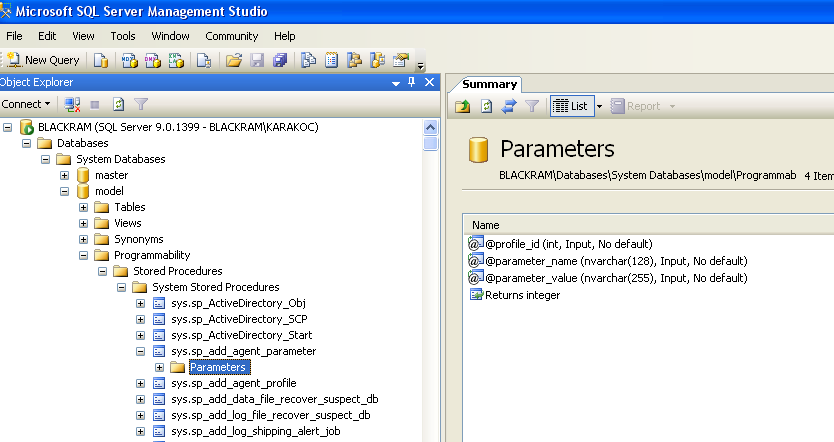 Microsoft SQL Server Management Studio
File Edit View Tools Window Community Help
New Query
Object Explorer
Connect
BLACKRAM (SQL Server 9.0.1399 - BLACKRAM\KARAKOC)
Databases
System Databases
master
model
Tables
Views
Synonyms
Programmability
Stored Procedures
System Stored Procedures
sys.sp_ActiveDirectory_Obj
sys.sp_ActiveDirectory_SCP
sys.sp_ActiveDirectory_Start
sys.sp_add_agent_parameter
Parameters
sys.sp_add_agent_profile
sys.sp_add_data_file_recover_suspect_db
sys.sp_add_log_file_recover_suspect_db
sys.sp_add_log_shipping_alert_job
Summary
List Report
Parameters
BLACKRAM\Databases\System Databases\model\Programmab 4 Item
Name
@profile_id (int, Input, No default)
@parameter_name (nvarchar(128), Input, No default)
@parameter_value (nvarchar(255), Input, No default)
Returns integer